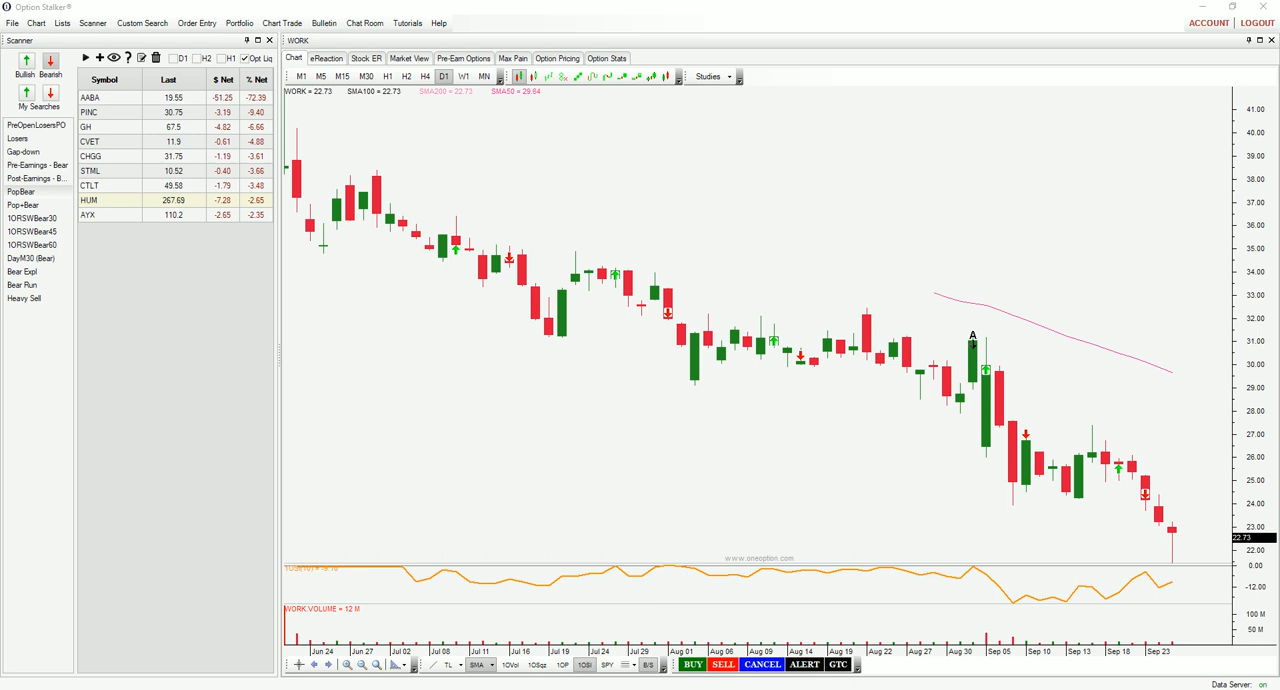 Option Stalker®
File Chart Lists Scanner Custom Search Order Entry Portfolio Chart Trade Bulletin Chat Room Tutorials Help
ACCOUNT | LOGOUT
Scanner
WORK
Bullish Bearish
My Searches
D1 H2 H1 Opt Liq
Symbol Last $ Net % Net
AABA 19.55 -51.25 -72.39
PINC 30.75 -3.19 -9.40
GH 67.5 -4.82 -6.66
CVET 11.9 -0.61 -4.88
CHGG 31.75 -1.19 -3.61
STML 10.52 -0.40 -3.66
CTLT 49.58 -1.79 -3.48
HUM 267.69 -7.28 -2.65
AYX 110.2 -2.65 -2.35
PreOpenLosersPO
Losers
Gap-down
Pre-Earnings - Bear
Post-Earnings - B...
PopBear
Pop+Bear
1ORSWBear30
1ORSWBear45
1ORSWBear60
DayM30 (Bear)
Bear Expl
Bear Run
Heavy Sell
Chart eReaction Stock ER Market View Pre-Earn Options Max Pain Option Pricing Option Stats
M1 M5 M15 M30 H1 H2 H4 D1 W1 MN Studies
WORK = 22.73 SMA100 = 22.73 SMA200 = 22.73 SMA50 = 29.64
A
41.00
40.00
39.00
38.00
37.00
36.00
35.00
34.00
33.00
32.00
31.00
30.00
29.00
28.00
27.00
26.00
25.00
24.00
23.00
22.73
22.00
www.oneoption.com
0.00
-12.00
WORK.VOLUME = 12 M
100 M
50 M
Jun 24 Jun 27 Jul 02 Jul 08 Jul 11 Jul 16 Jul 19 Jul 24 Jul 29 Aug 01 Aug 06 Aug 09 Aug 14 Aug 19 Aug 22 Aug 27 Aug 30 Sep 05 Sep 10 Sep 13 Sep 18 Sep 23
TL SMA 1OVol 1OSqz 1OP 1OSI SPY B/S BUY SELL CANCEL ALERT GTC
Data Server: on